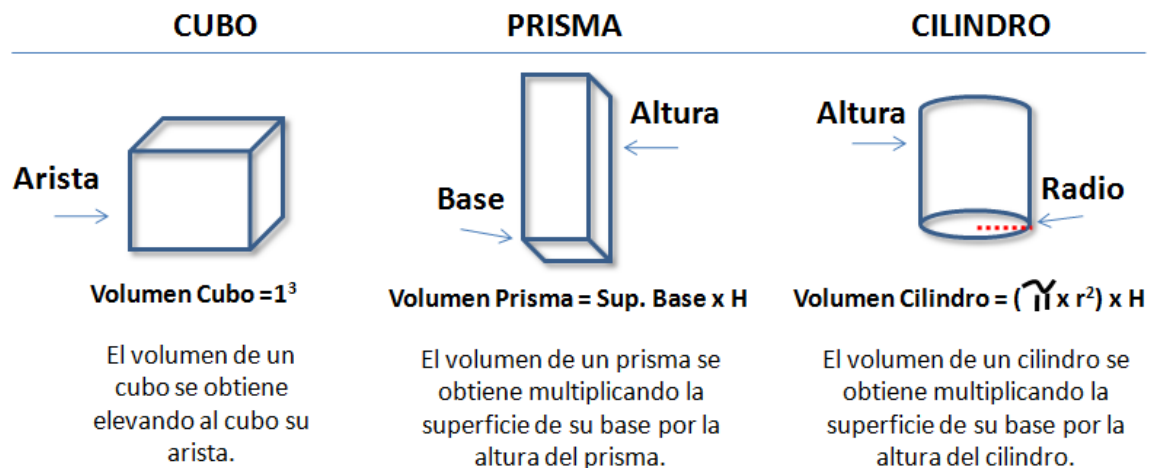 CUBO
PRISMA
CILINDRO
Arista
Base
Altura
Altura
Radio
Volumen Cubo =1³
Volumen Prisma = Sup. Base x H
Volumen Cilindro = (π x r²) x H
El volumen de un
cubo se obtiene
elevando al cubo su
arista.
El volumen de un prisma se
obtiene multiplicando la
superficie de su base por la
altura del prisma.
El volumen de un cilindro se
obtiene multiplicando la
superficie de su base por la
altura del cilindro.